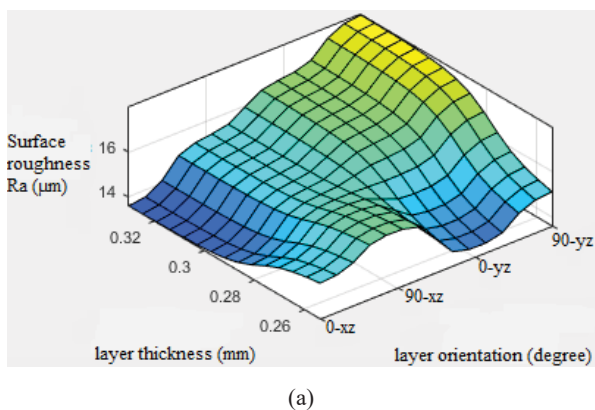 Surface
roughness
Ra (μm)
16
14
0.32
0.3
0.28
0.26
0-xz
90-xz
0-yz
90-yz
layer thickness (mm)
layer orientation (degree)
(a)